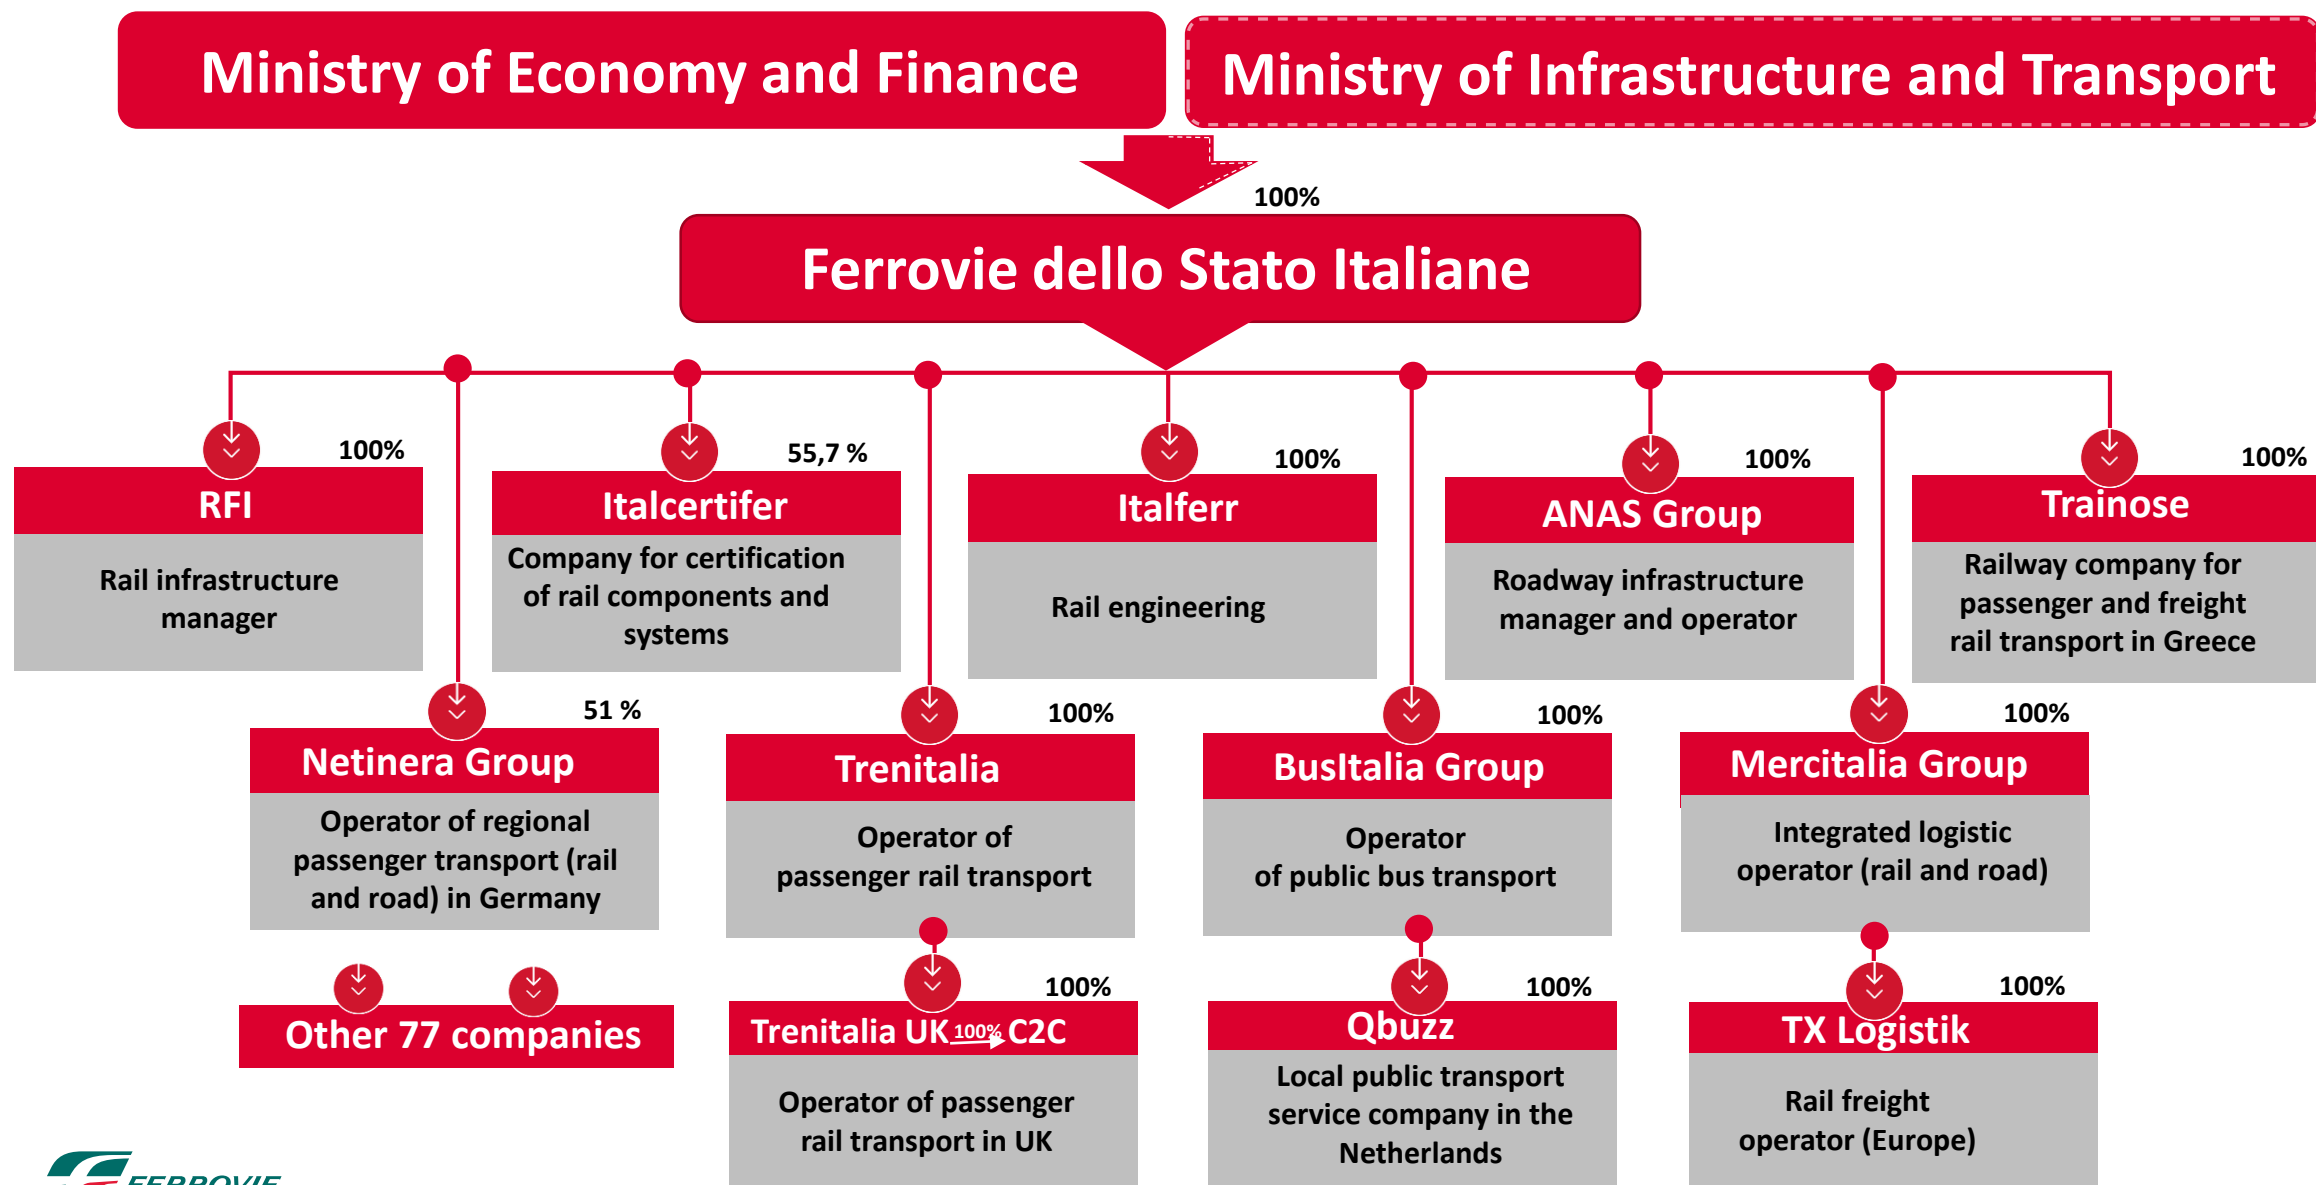 Ministry of Economy and Finance
Ministry of Infrastructure and Transport
100%
Ferrovie dello Stato Italiane
100%
RFI
Rail infrastructure
manager
55,7 %
Italcertifer
Company for certification
of rail components and
systems
100%
Italferr
Rail engineering
100%
ANAS Group
Roadway infrastructure
manager and operator
100%
Trainose
Railway company for
passenger and freight
rail transport in Greece
51 %
Netinera Group
Operator of regional
passenger transport (rail
and road) in Germany
100%
Trenitalia
Operator of
passenger rail transport
100%
BusItalia Group
Operator
of public bus transport
100%
Mercitalia Group
Integrated logistic
operator (rail and road)
Other 77 companies
100%
Trenitalia UK 100% C2C
Operator of passenger
rail transport in UK
100%
Qbuzz
Local public transport
service company in the
Netherlands
100%
TX Logistik
Rail freight
operator (Europe)
FERROVIE